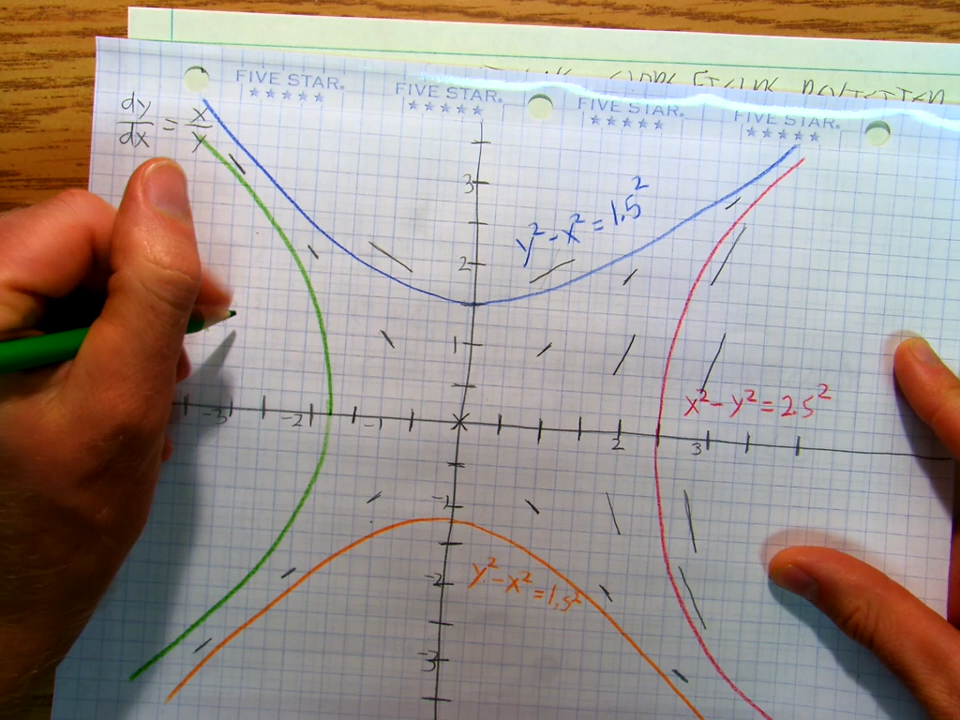 FIVE STAR.
FIVE STAR.
FIVE STAR.
FIVE STAR.
dy/dx = x/y
y² - x² = 1.5²
3
2
1
-3 -2 -1 2 3
x² - y² = 2.5²
-1
-2
y² - x² = 1.5²
-3